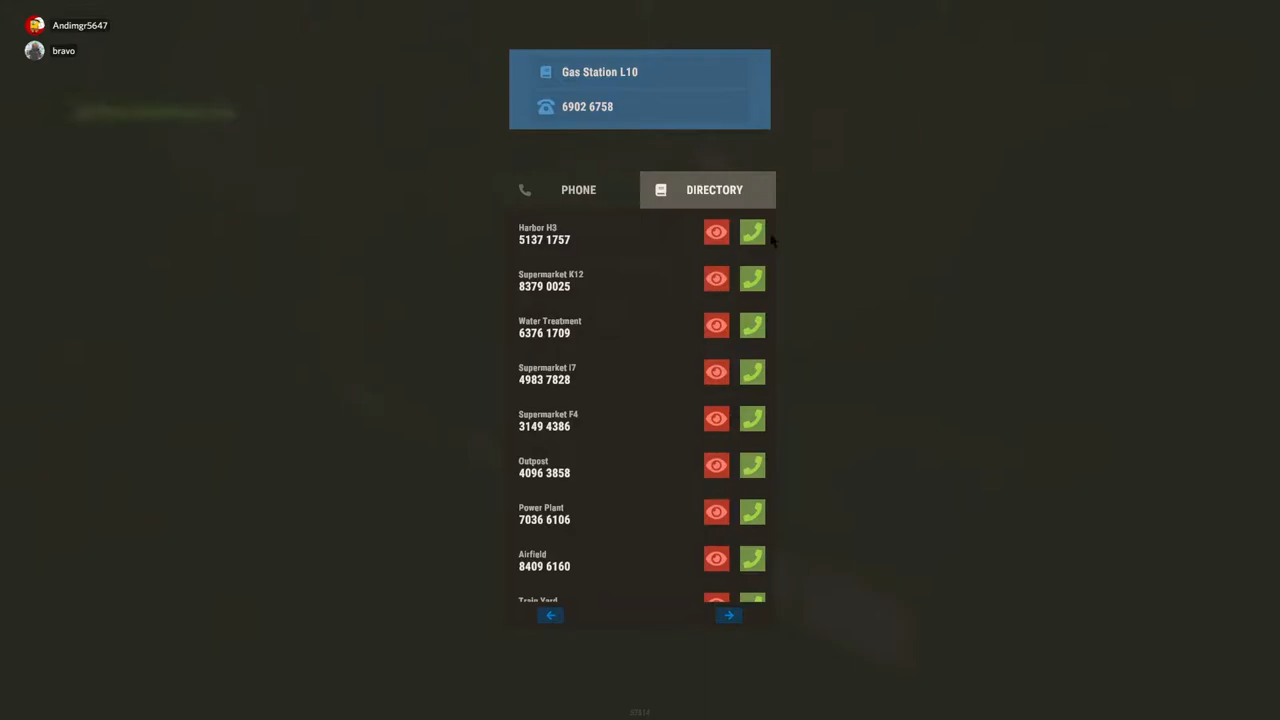 Andimgr5647
bravo
Gas Station L10
6902 6758
PHONE
DIRECTORY
Harbor H3
5137 1757
Supermarket K12
8379 0025
Water Treatment
6376 1709
Supermarket I7
4983 7828
Supermarket F4
3149 4386
Outpost
4096 3858
Power Plant
7036 6106
Airfield
8409 6160
Train Yard